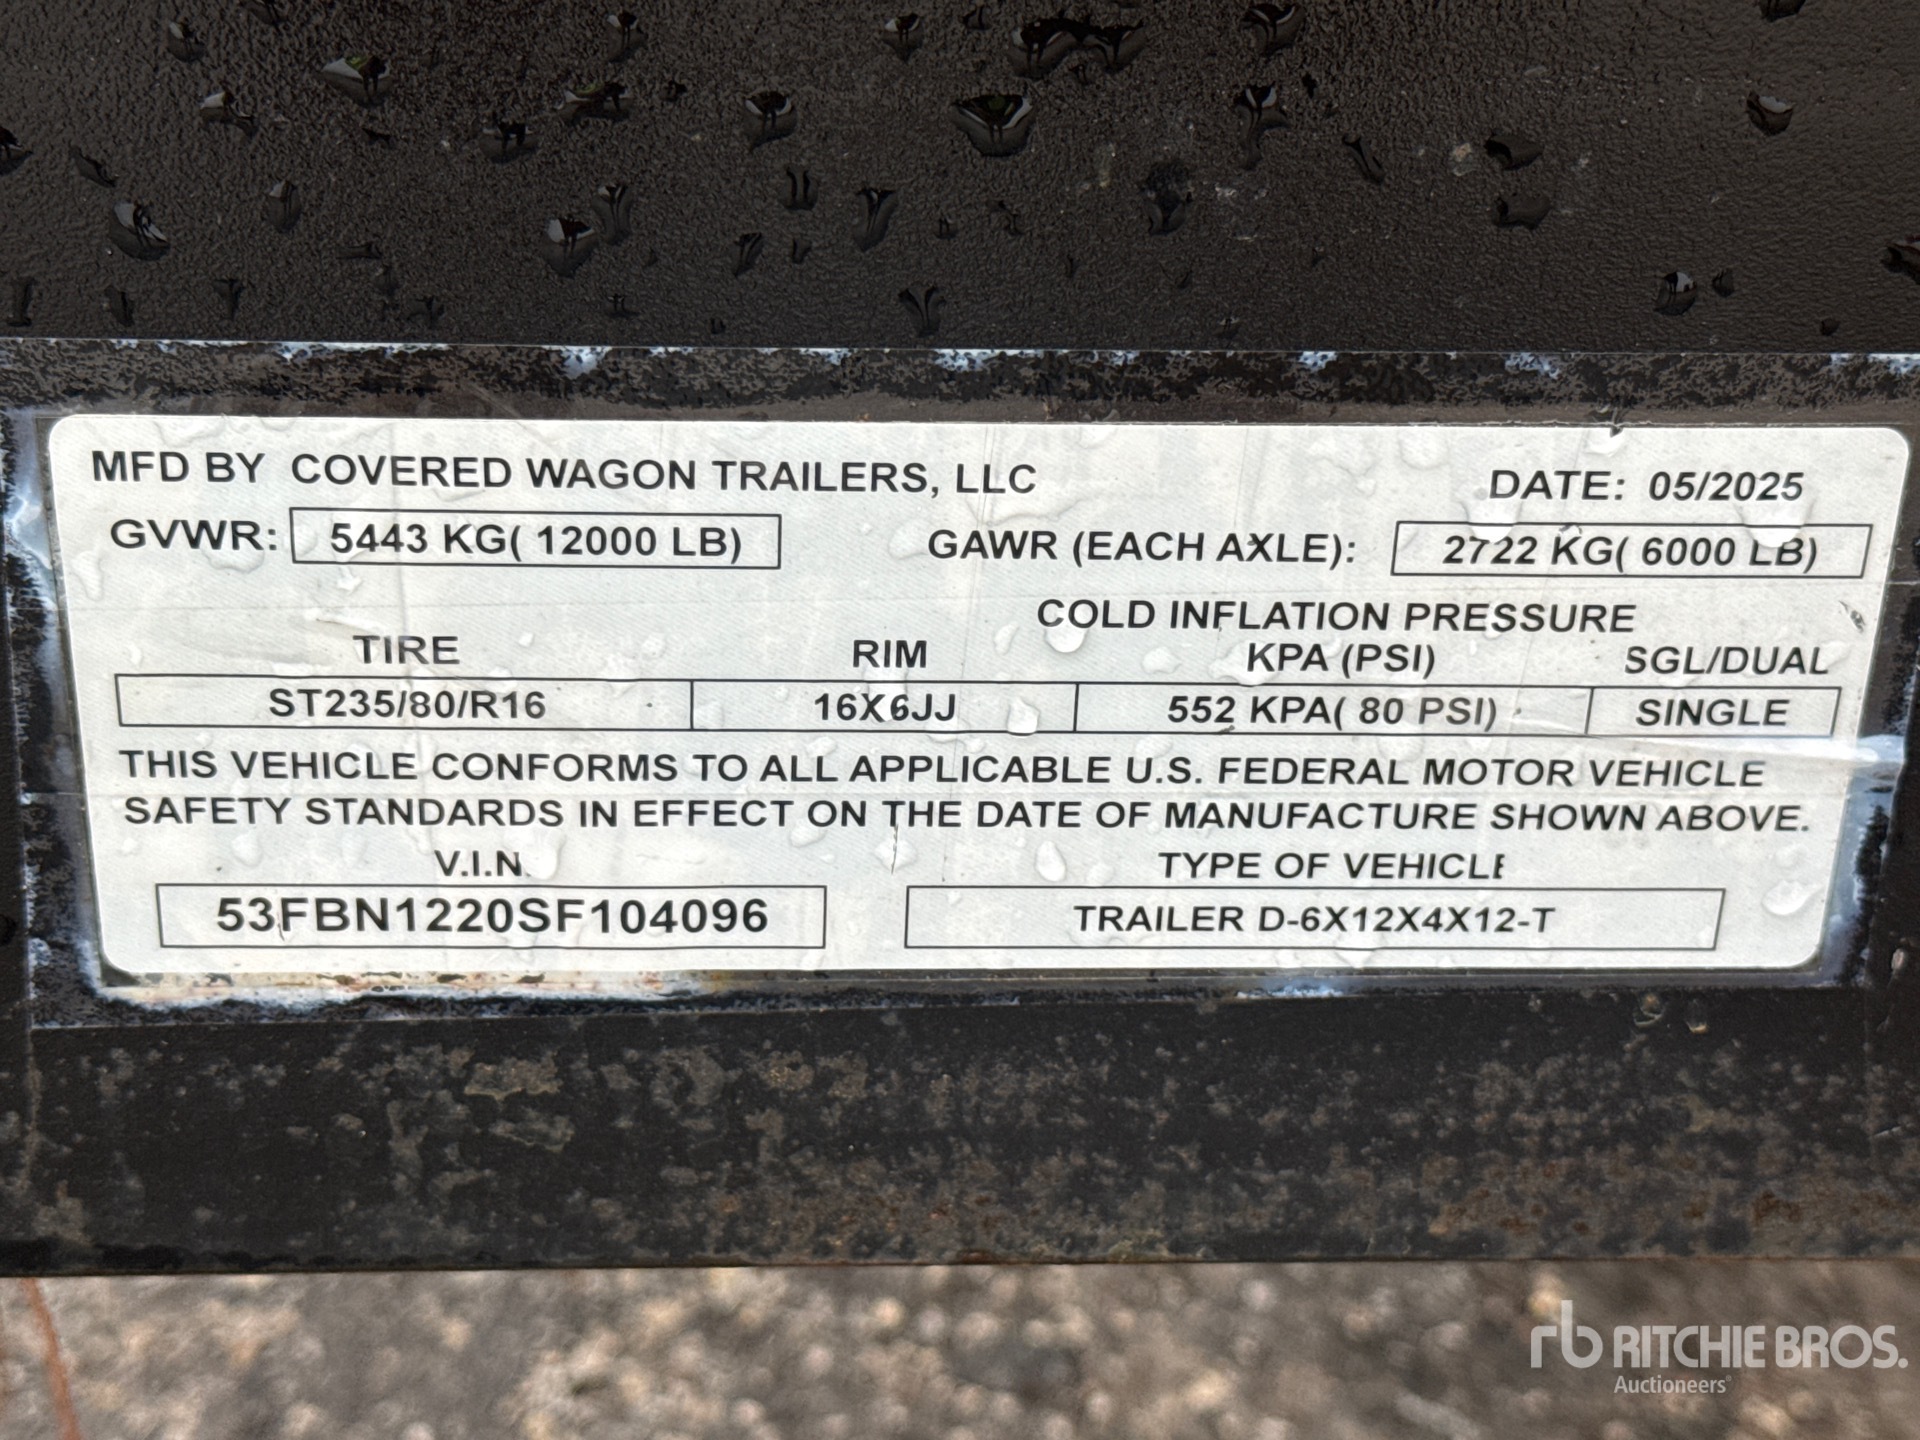 MFD BY COVERED WAGON TRAILERS, LLC DATE: 05/2025
GVWR: 5443 KG( 12000 LB) GAWR (EACH AXLE): 2722 KG( 6000 LB)
COLD INFLATION PRESSURE
TIRE RIM KPA (PSI) SGL/DUAL
ST235/80/R16 16X6JJ 552 KPA( 80 PSI) SINGLE
THIS VEHICLE CONFORMS TO ALL APPLICABLE U.S. FEDERAL MOTOR VEHICLE
SAFETY STANDARDS IN EFFECT ON THE DATE OF MANUFACTURE SHOWN ABOVE.
V.I.N. TYPE OF VEHICLE
53FBN1220SF104096 TRAILER D-6X12X4X12-T
rb RITCHIE BROS.
Auctioneers